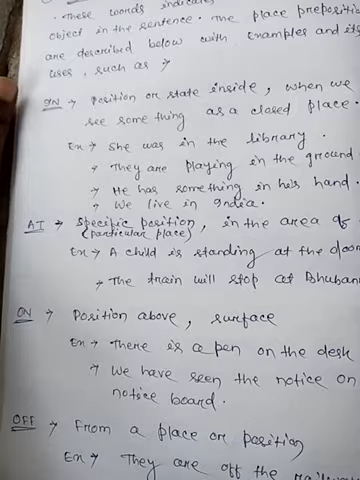 • These words indicates
object in the sentence. The place prepositio
are described below with examples and its
uses, such as →
IN → Position or state inside, when we
see something as a closed place.
Ex → She was in the library.
→ They are playing in the ground
→ He has something in his hand.
→ We live in India.
AT → Specific position, in the area of
(particular place)
Ex → A child is standing at the door
→ The train will stop at Bhuban
ON → Position above, surface
Ex → There is a pen on the desk
→ We have seen the notice on
notice board.
OFF → From a place or position
Ex → They are off the